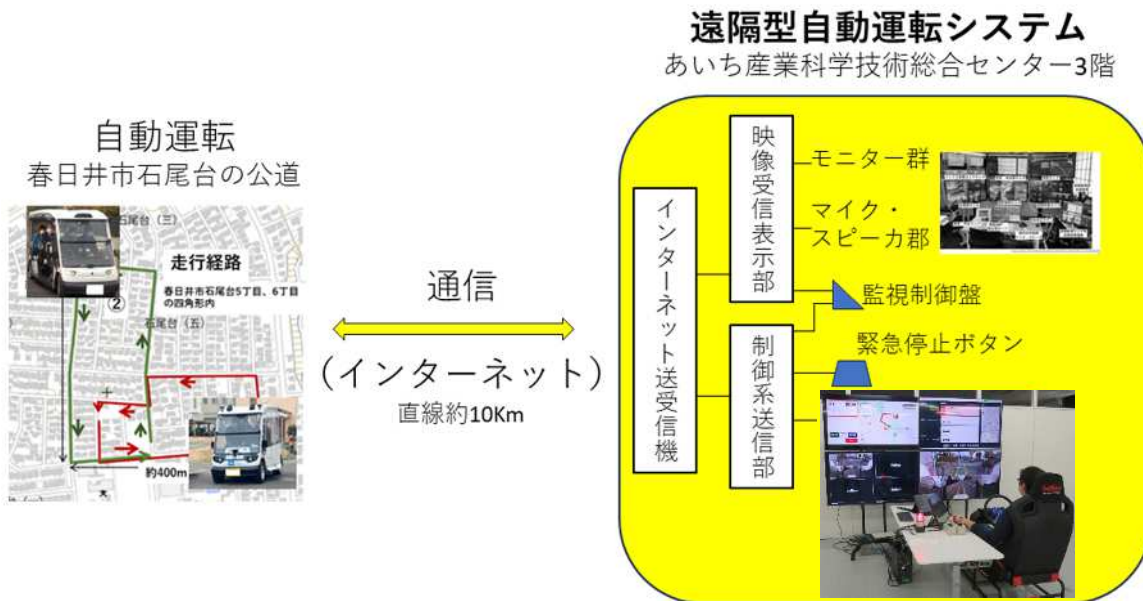 遠隔型自動運転システム
あいち産業科学技術総合センター3階
自動運転
春日井市石尾台の公道
石尾台（三）
走行経路
春日井市石尾台5丁目、6丁目
の四角形内
②
石尾台（五）
約400m
通信
（インターネット）
直線約10Km
インターネット送受信機
映像受信表示部
モニター群
マイク・
スピーカ郡
監視制御盤
制御系送信部
緊急停止ボタン